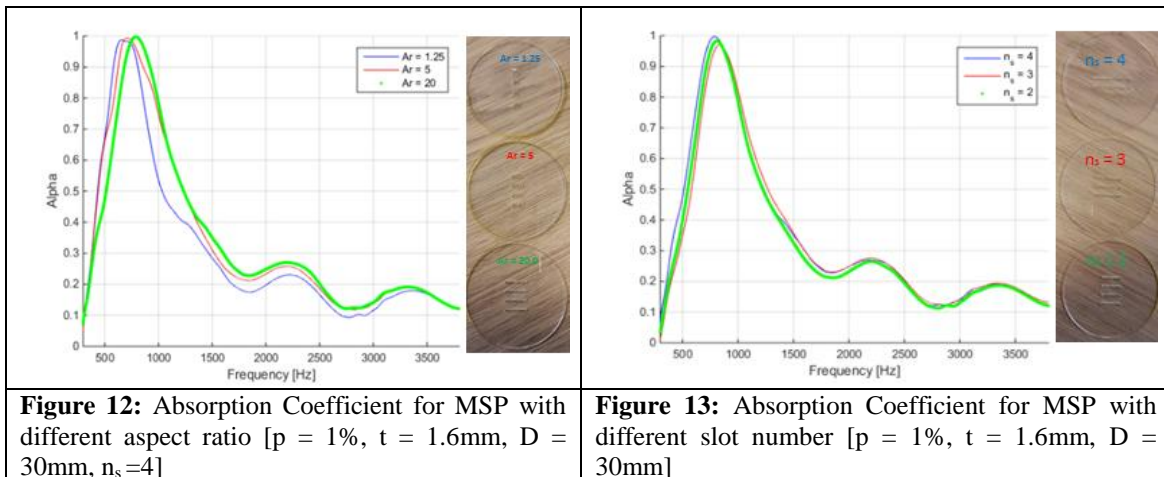 1
0.9
0.8
0.7
0.6
0.5
0.4
0.3
0.2
0.1
0
Alpha
500 1000 1500 2000 2500 3000 3500
Frequency [Hz]
Ar = 1.25
Ar = 5
Ar = 20
Ar = 1.25
Ar = 5
Ar = 20.0
Figure 12: Absorption Coefficient for MSP with
different aspect ratio [p = 1%, t = 1.6mm, D =
30mm, nₛ =4]
1
0.9
0.8
0.7
0.6
0.5
0.4
0.3
0.2
0.1
0
Alpha
500 1000 1500 2000 2500 3000 3500
Frequency [Hz]
nₛ = 4
nₛ = 3
nₛ = 2
nₛ = 4
nₛ = 3
Figure 13: Absorption Coefficient for MSP with
different slot number [p = 1%, t = 1.6mm, D =
30mm]